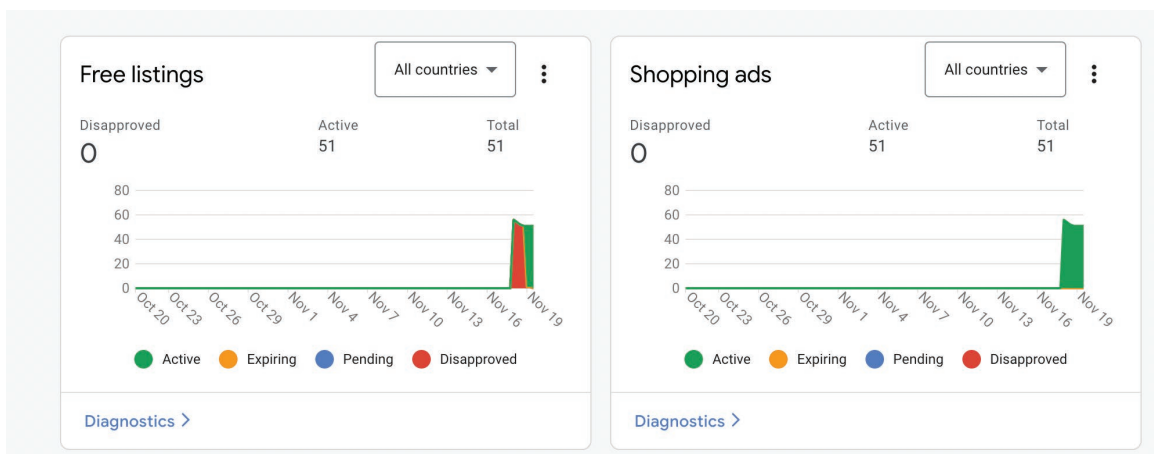 Free listings
All countries
Disapproved Active Total
0 51 51
80
60
40
20
0
Oct 20 Oct 23 Oct 26 Oct 29 Nov 1 Nov 4 Nov 7 Nov 10 Nov 13 Nov 16 Nov 19
Active Expiring Pending Disapproved
Diagnostics
Shopping ads
All countries
Disapproved Active Total
0 51 51
80
60
40
20
0
Oct 20 Oct 23 Oct 26 Oct 29 Nov 1 Nov 4 Nov 7 Nov 10 Nov 13 Nov 16 Nov 19
Active Expiring Pending Disapproved
Diagnostics